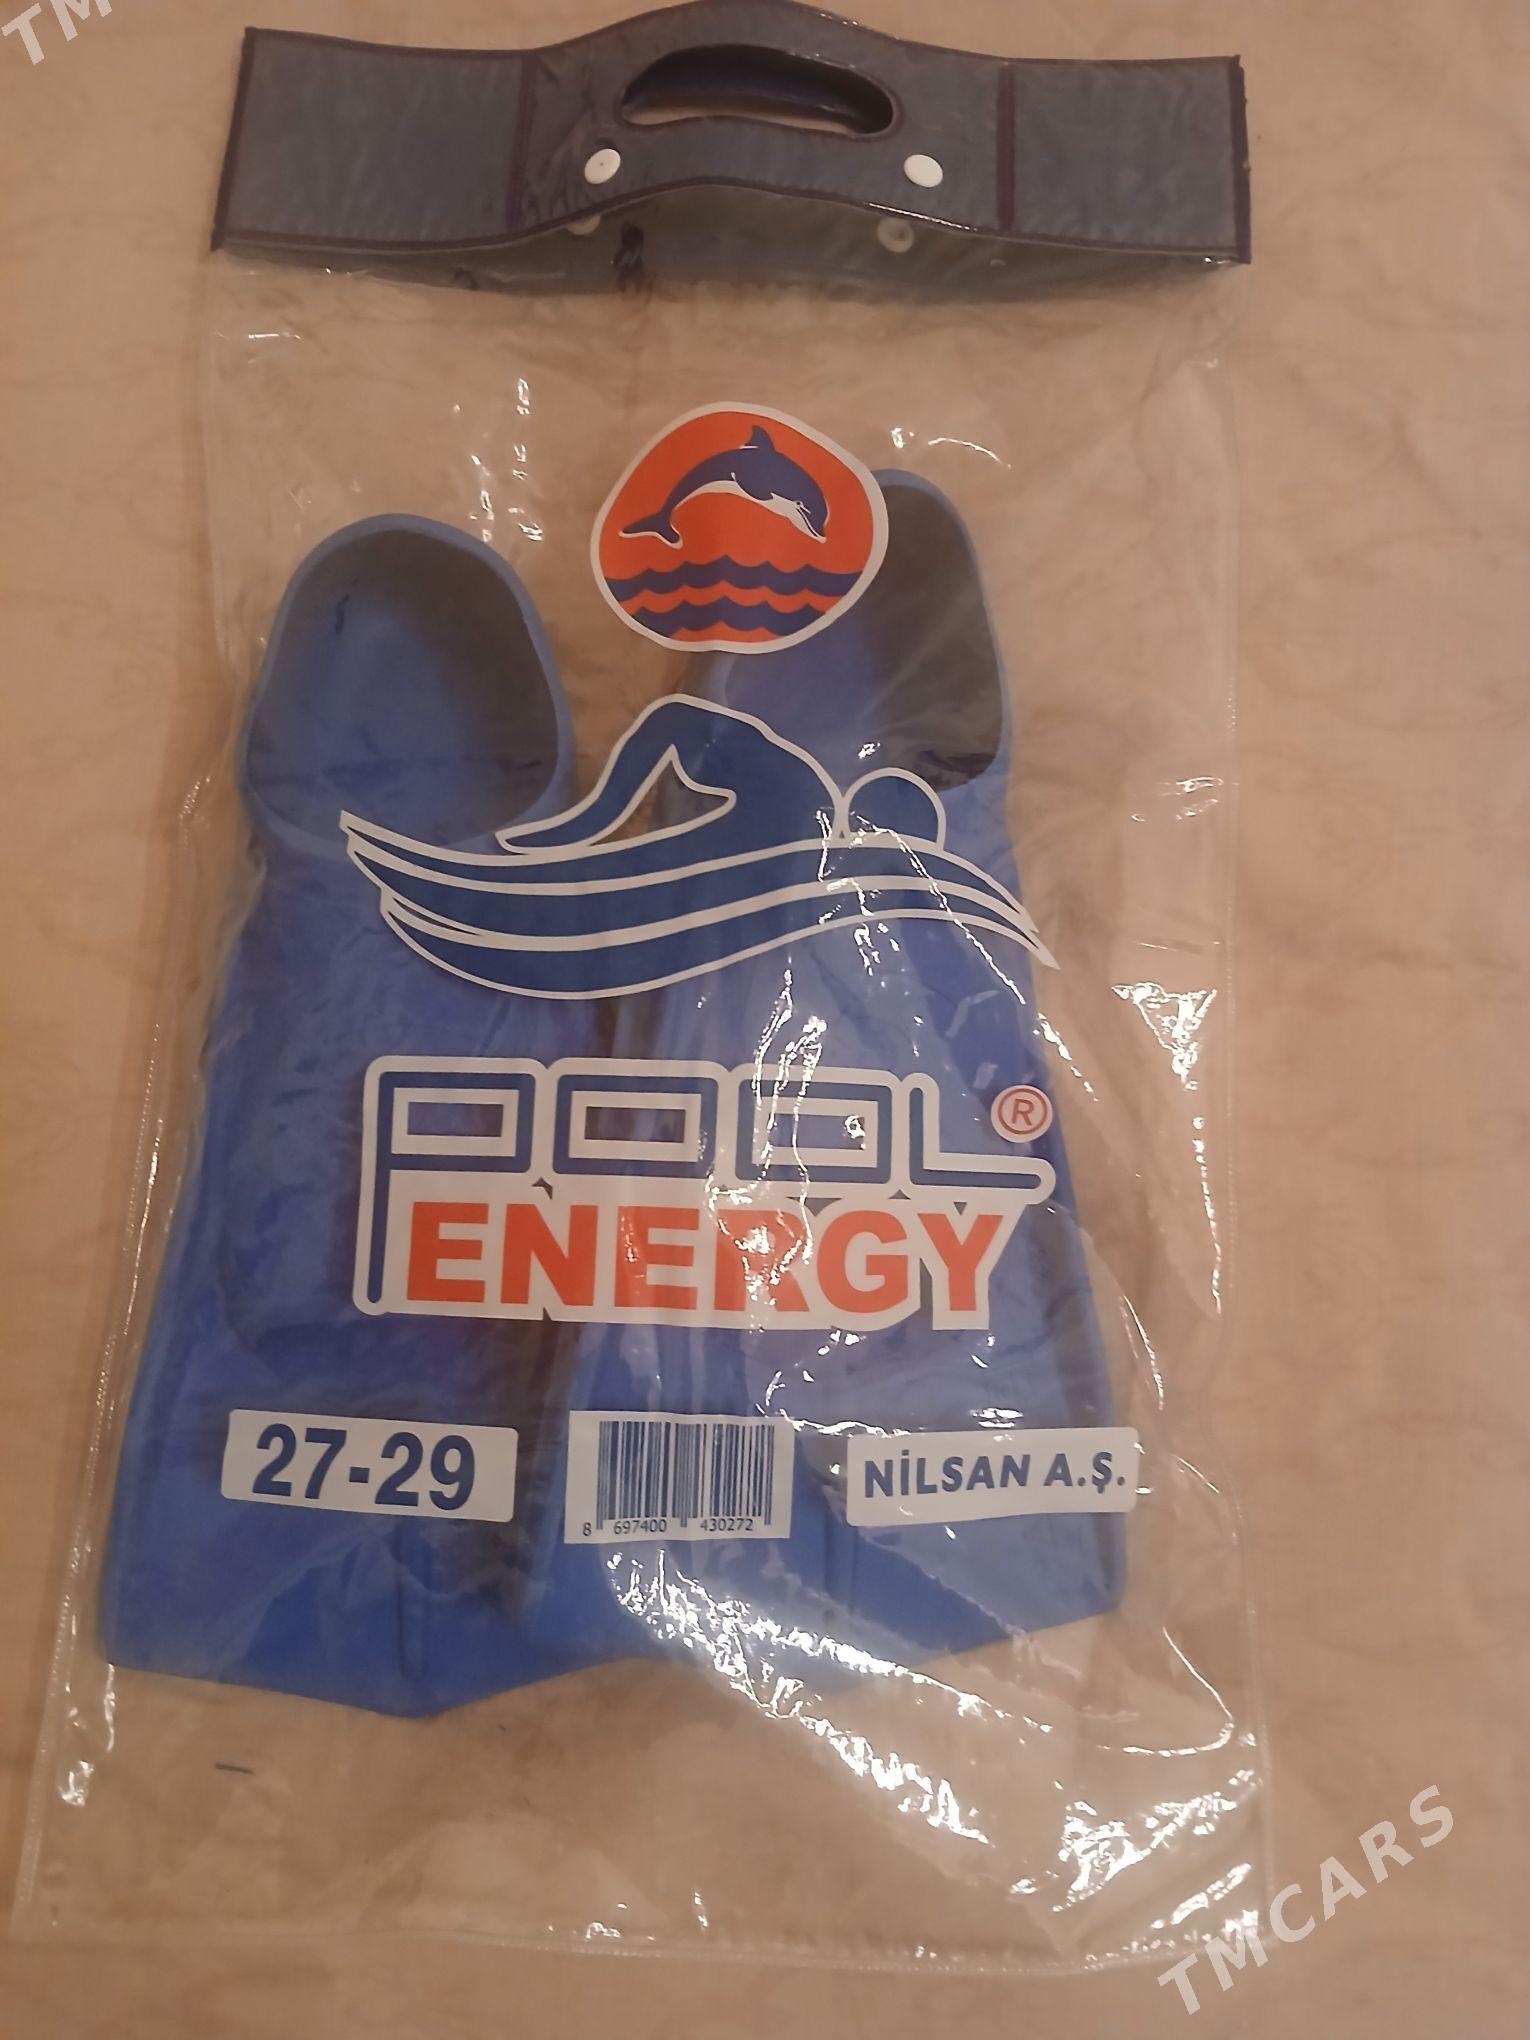 TM
POOL
®
ENERGY
27-29
8 697400 430272
NİLSAN A.Ş.
TMCARS